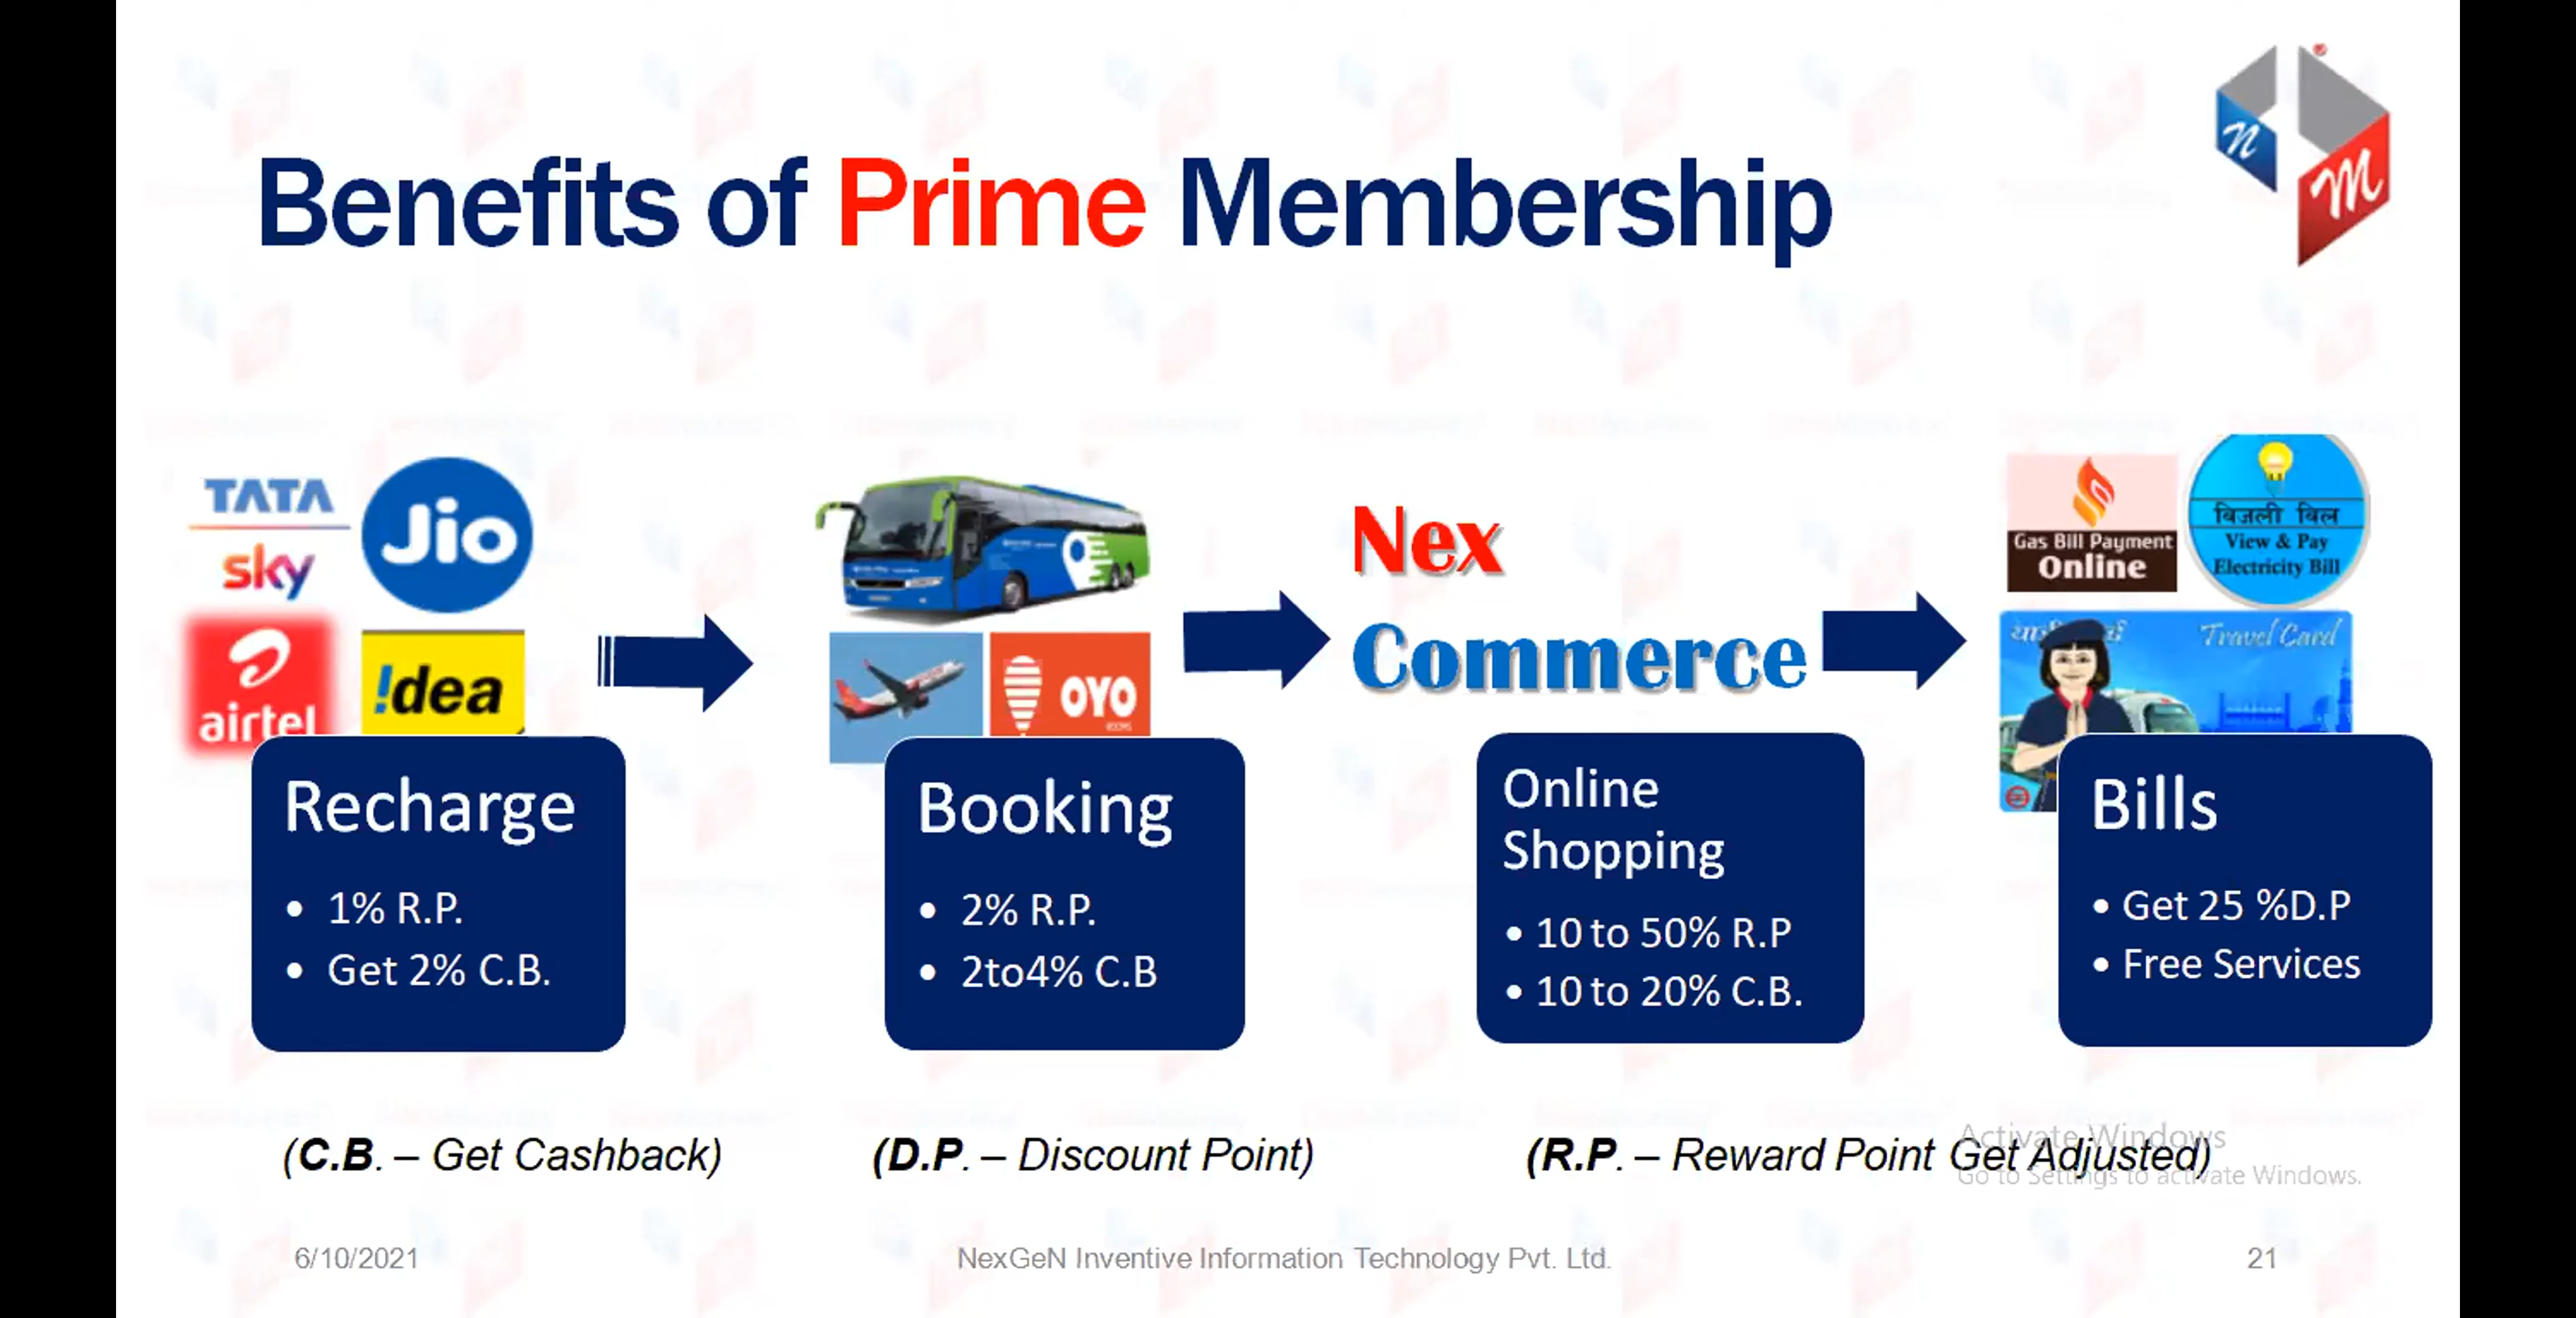 Benefits of Prime Membership
n
m
TATA
sky
Jio
airtel
!dea
OYO
Nex
Commerce
Gas Bill Payment
Online
बिजली बिल
View & Pay
Electricity Bill
Travel Card
Recharge
• 1% R.P.
• Get 2% C.B.
Booking
• 2% R.P.
• 2to4% C.B
Online
Shopping
• 10 to 50% R.P
• 10 to 20% C.B.
Bills
• Get 25 %D.P
• Free Services
(C.B. – Get Cashback)
(D.P. – Discount Point)
(R.P. – Reward Point Get Adjusted)
Activate Windows
Go to Settings to activate Windows.
6/10/2021
NexGeN Inventive Information Technology Pvt. Ltd.
21